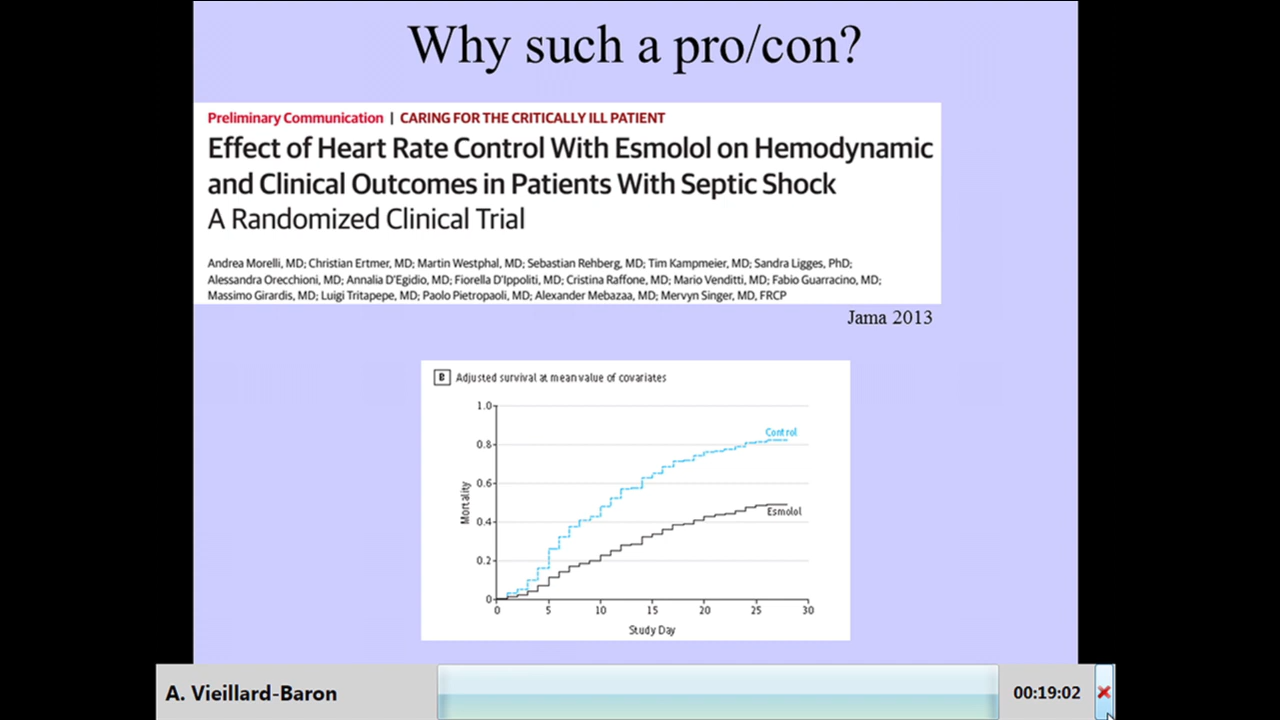 Why such a pro/con?
Preliminary Communication | CARING FOR THE CRITICALLY ILL PATIENT
Effect of Heart Rate Control With Esmolol on Hemodynamic
and Clinical Outcomes in Patients With Septic Shock
A Randomized Clinical Trial
Andrea Morelli, MD; Christian Ertmer, MD; Martin Westphal, MD; Sebastian Rehberg, MD; Tim Kampmeier, MD; Sandra Ligges, PhD;
Alessandra Orecchioni, MD; Annalia D'Egidio, MD; Fiorella D'Ippoliti, MD; Cristina Raffone, MD; Mario Venditti, MD; Fabio Guarracino, MD;
Massimo Girardis, MD; Luigi Tritapepe, MD; Paolo Pietropaoli, MD; Alexander Mebazaa, MD; Mervyn Singer, MD, FRCP
Jama 2013
B Adjusted survival at mean value of covariates
1.0
0.8
0.6
0.4
0.2
0
Mortality
Control
Esmolol
0 5 10 15 20 25 30
Study Day
A. Vieillard-Baron
00:19:02